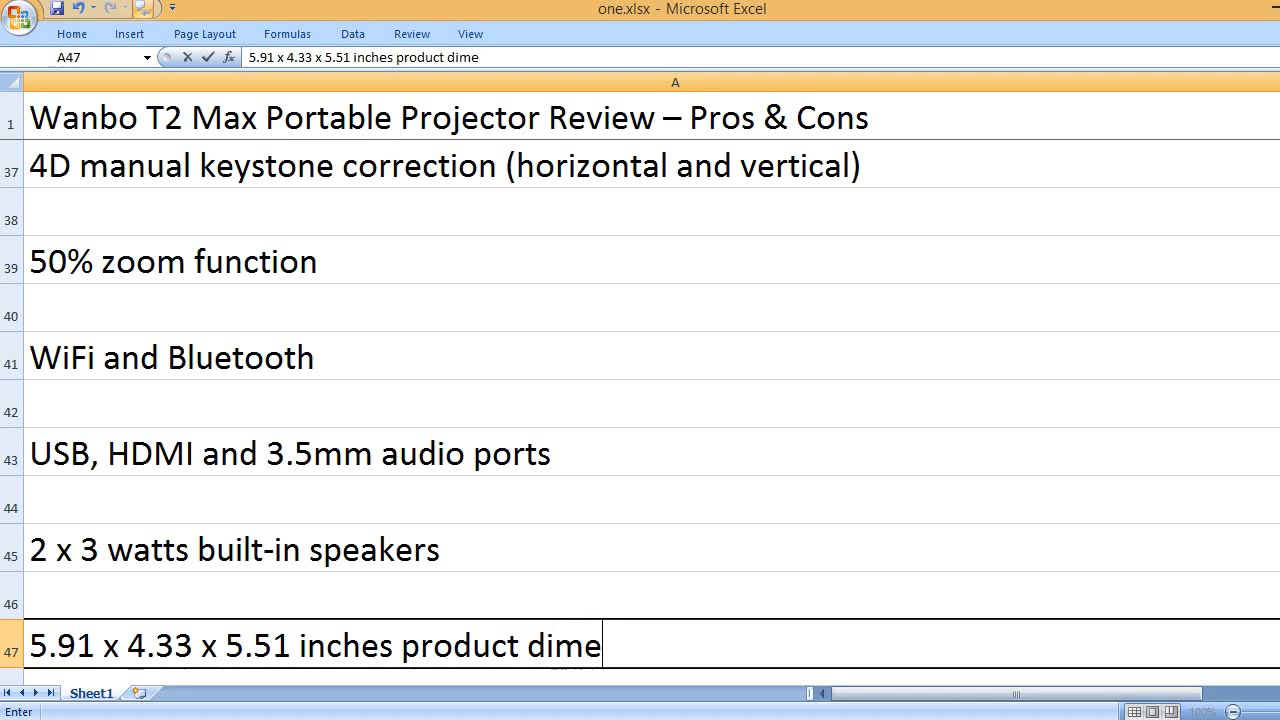 one.xlsx - Microsoft Excel
Home Insert Page Layout Formulas Data Review View
A47 fx 5.91 x 4.33 x 5.51 inches product dime
A
1 Wanbo T2 Max Portable Projector Review – Pros & Cons
37 4D manual keystone correction (horizontal and vertical)
38
39 50% zoom function
40
41 WiFi and Bluetooth
42
43 USB, HDMI and 3.5mm audio ports
44
45 2 x 3 watts built-in speakers
46
47 5.91 x 4.33 x 5.51 inches product dime
Sheet1
Enter 100%